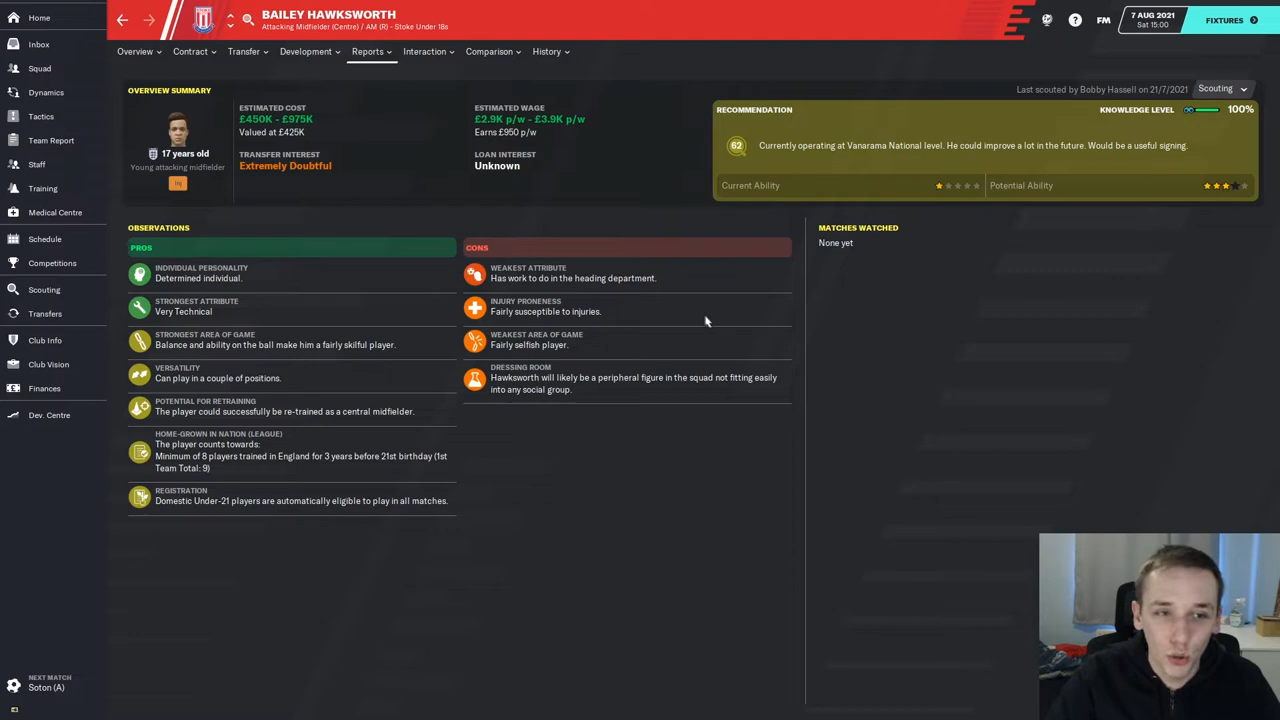 Home
Inbox
Squad
Dynamics
Tactics
Team Report
Staff
Training
Medical Centre
Schedule
Competitions
Scouting
Transfers
Club Info
Club Vision
Finances
Dev. Centre
NEXT MATCH
Soton (A)
BAILEY HAWKSWORTH
Attacking Midfielder (Centre) / AM (R) - Stoke Under 18s
FM
7 AUG 2021
Sat 15:00
FIXTURES
Overview
Contract
Transfer
Development
Reports
Interaction
Comparison
History
OVERVIEW SUMMARY
Last scouted by Bobby Hassell on 21/7/2021
Scouting
17 years old
Young attacking midfielder
Inj
ESTIMATED COST
£450K - £975K
Valued at £425K
TRANSFER INTEREST
Extremely Doubtful
ESTIMATED WAGE
£2.9K p/w - £3.9K p/w
Earns £950 p/w
LOAN INTEREST
Unknown
RECOMMENDATION
KNOWLEDGE LEVEL
100%
62
Currently operating at Vanarama National level. He could improve a lot in the future. Would be a useful signing.
Current Ability
Potential Ability
OBSERVATIONS
PROS
INDIVIDUAL PERSONALITY
Determined individual.
STRONGEST ATTRIBUTE
Very Technical
STRONGEST AREA OF GAME
Balance and ability on the ball make him a fairly skilful player.
VERSATILITY
Can play in a couple of positions.
POTENTIAL FOR RETRAINING
The player could successfully be re-trained as a central midfielder.
HOME-GROWN IN NATION (LEAGUE)
The player counts towards:
Minimum of 8 players trained in England for 3 years before 21st birthday (1st
Team Total: 9)
REGISTRATION
Domestic Under-21 players are automatically eligible to play in all matches.
CONS
WEAKEST ATTRIBUTE
Has work to do in the heading department.
INJURY PRONENESS
Fairly susceptible to injuries.
WEAKEST AREA OF GAME
Fairly selfish player.
DRESSING ROOM
Hawksworth will likely be a peripheral figure in the squad not fitting easily
into any social group.
MATCHES WATCHED
None yet